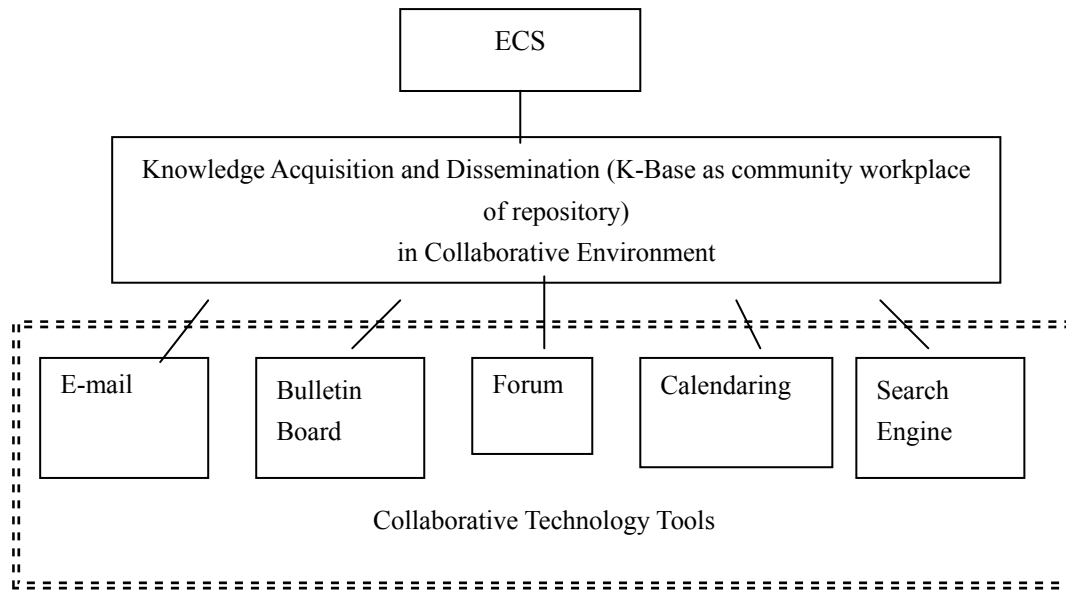 ECS
Knowledge Acquisition and Dissemination (K-Base as community workplace
of repository)
in Collaborative Environment
E-mail
Bulletin
Board
Forum
Calendaring
Search
Engine
Collaborative Technology Tools